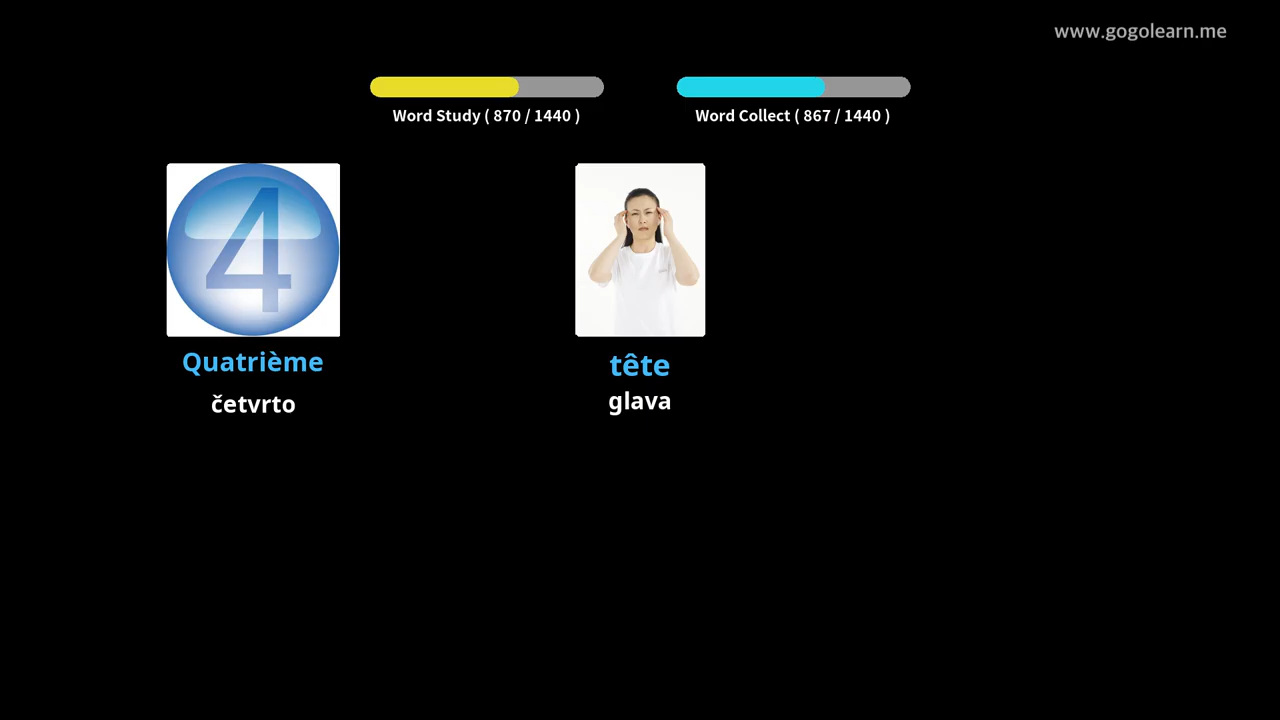 www.gogolearn.me
Word Study ( 870 / 1440 )
Word Collect ( 867 / 1440 )
4
Quatrième
tête
četvrto
glava